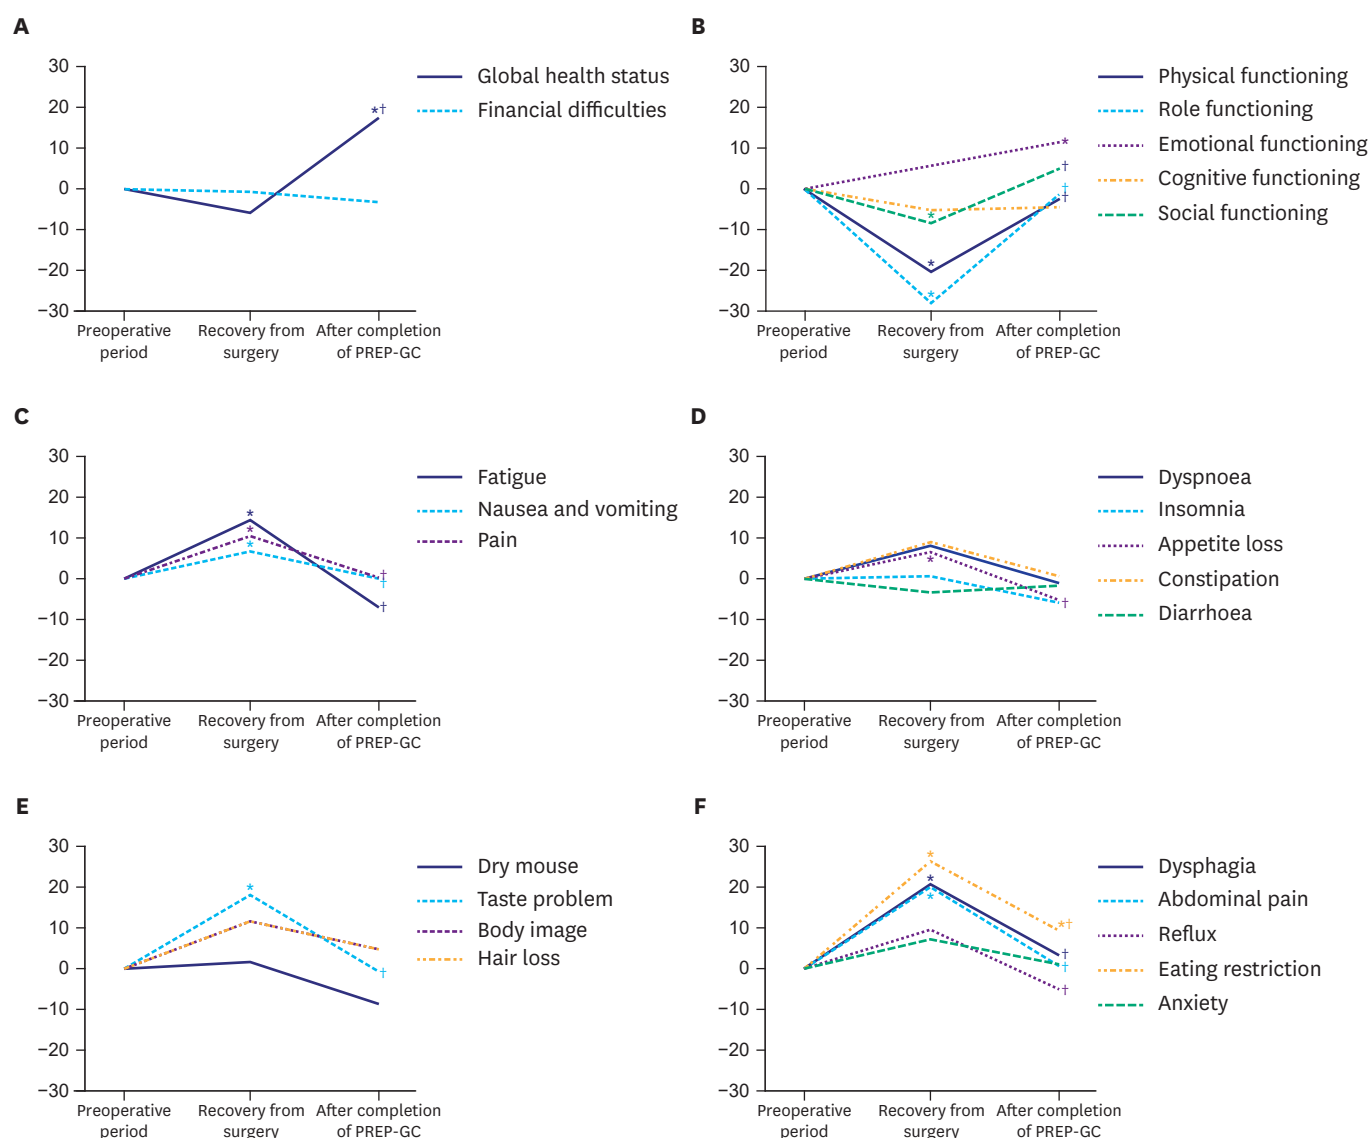 A
30
20
10
0
−10
−20
−30
*†
Preoperative
period
Recovery from
surgery
After completion
of PREP-GC
Global health status
Financial difficulties
B
30
20
10
0
−10
−20
−30
*
†
†
†
*
*
*
Preoperative
period
Recovery from
surgery
After completion
of PREP-GC
Physical functioning
Role functioning
Emotional functioning
Cognitive functioning
Social functioning
C
30
20
10
0
−10
−20
−30
*
*
*
†
†
†
Preoperative
period
Recovery from
surgery
After completion
of PREP-GC
Fatigue
Nausea and vomiting
Pain
D
30
20
10
0
−10
−20
−30
*
†
Preoperative
period
Recovery from
surgery
After completion
of PREP-GC
Dyspnoea
Insomnia
Appetite loss
Constipation
Diarrhoea
E
30
20
10
0
−10
−20
−30
*
†
Preoperative
period
Recovery from
surgery
After completion
of PREP-GC
Dry mouse
Taste problem
Body image
Hair loss
F
30
20
10
0
−10
−20
−30
*
*
*
*†
†
†
†
Preoperative
period
Recovery from
surgery
After completion
of PREP-GC
Dysphagia
Abdominal pain
Reflux
Eating restriction
Anxiety